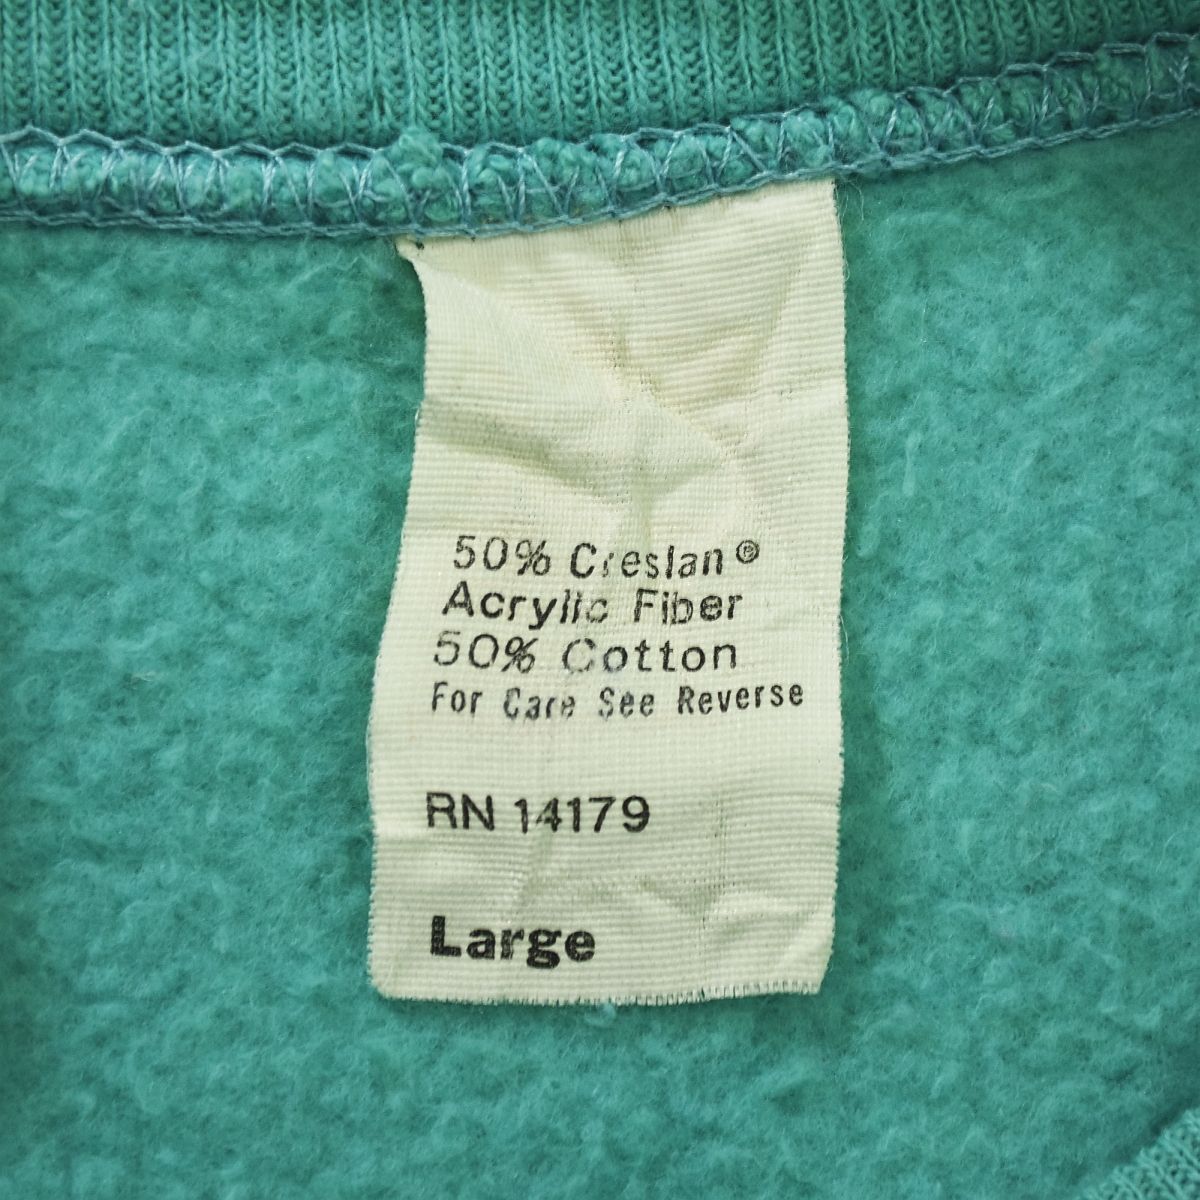 50% Creslan®
Acrylic Fiber
50% Cotton
For Care See Reverse
RN 14179
Large